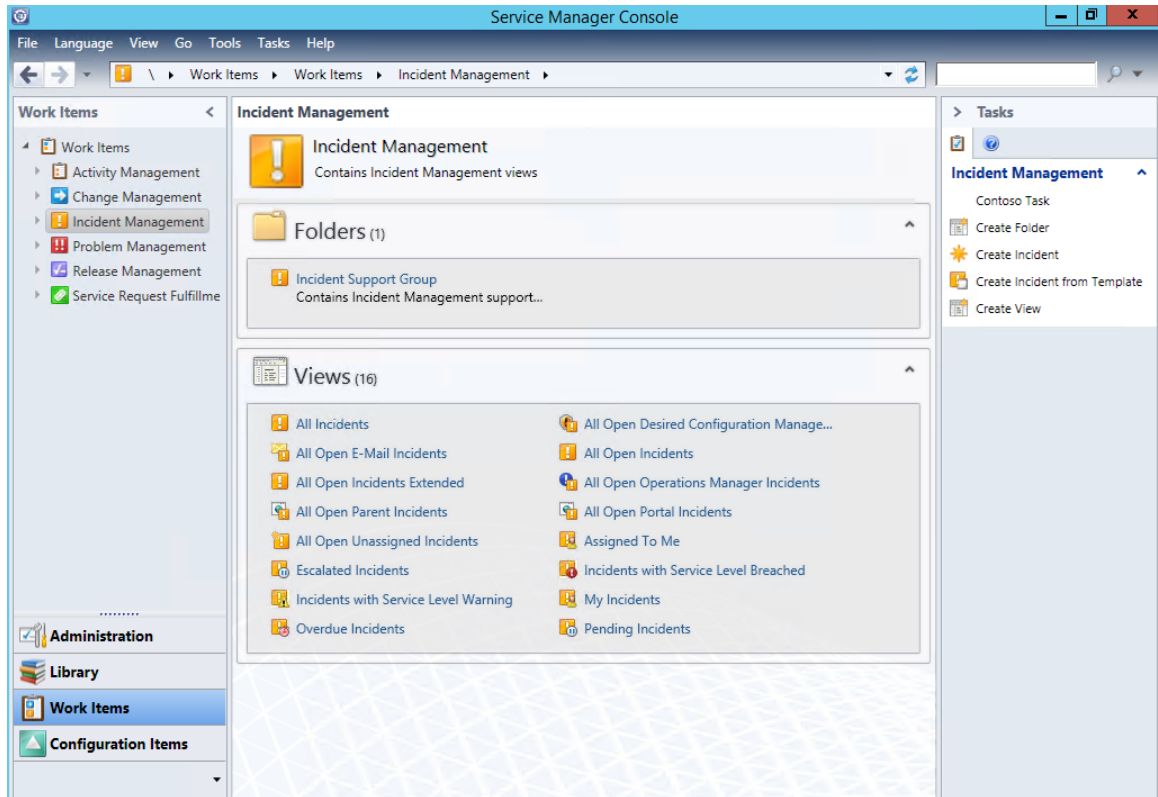 Service Manager Console
File Language View Go Tools Tasks Help
\ Work Items Work Items Incident Management
Work Items
Work Items
Activity Management
Change Management
Incident Management
Problem Management
Release Management
Service Request Fulfillme
Administration
Library
Work Items
Configuration Items
Incident Management
Incident Management
Contains Incident Management views
Folders (1)
Incident Support Group
Contains Incident Management support...
Views (16)
All Incidents
All Open Desired Configuration Manage...
All Open E-Mail Incidents
All Open Incidents
All Open Incidents Extended
All Open Operations Manager Incidents
All Open Parent Incidents
All Open Portal Incidents
All Open Unassigned Incidents
Assigned To Me
Escalated Incidents
Incidents with Service Level Breached
Incidents with Service Level Warning
My Incidents
Overdue Incidents
Pending Incidents
Tasks
Incident Management
Contoso Task
Create Folder
Create Incident
Create Incident from Template
Create View